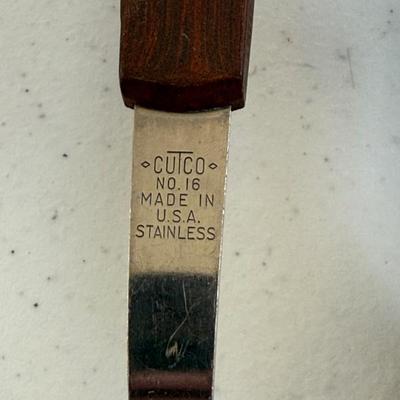 CUTCO
NO. 16
MADE IN
U.S.A.
STAINLESS